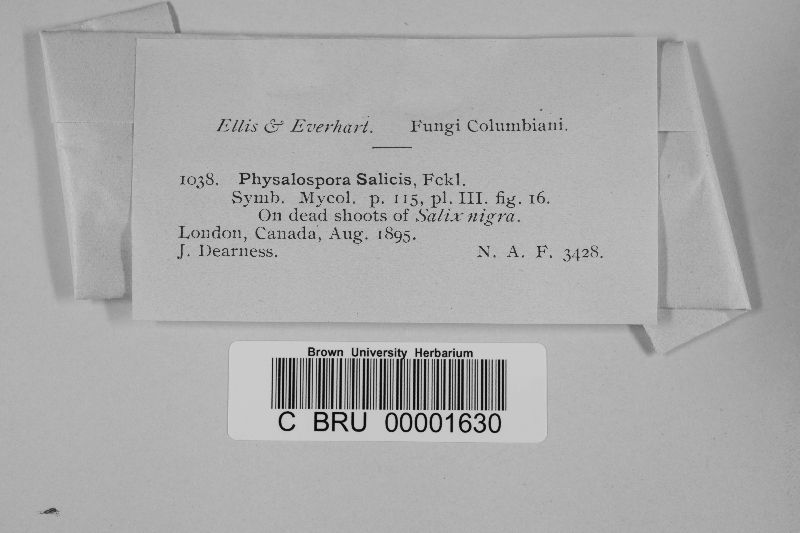 Ellis & Everhart. Fungi Columbiani.
1038. Physalospora Salicis, Fckl.
Symb. Mycol. p. 115, pl. III. fig. 16.
On dead shoots of Salix nigra.
London, Canada, Aug. 1895.
J. Dearness. N. A. F. 3428.
Brown University Herbarium
C BRU 00001630